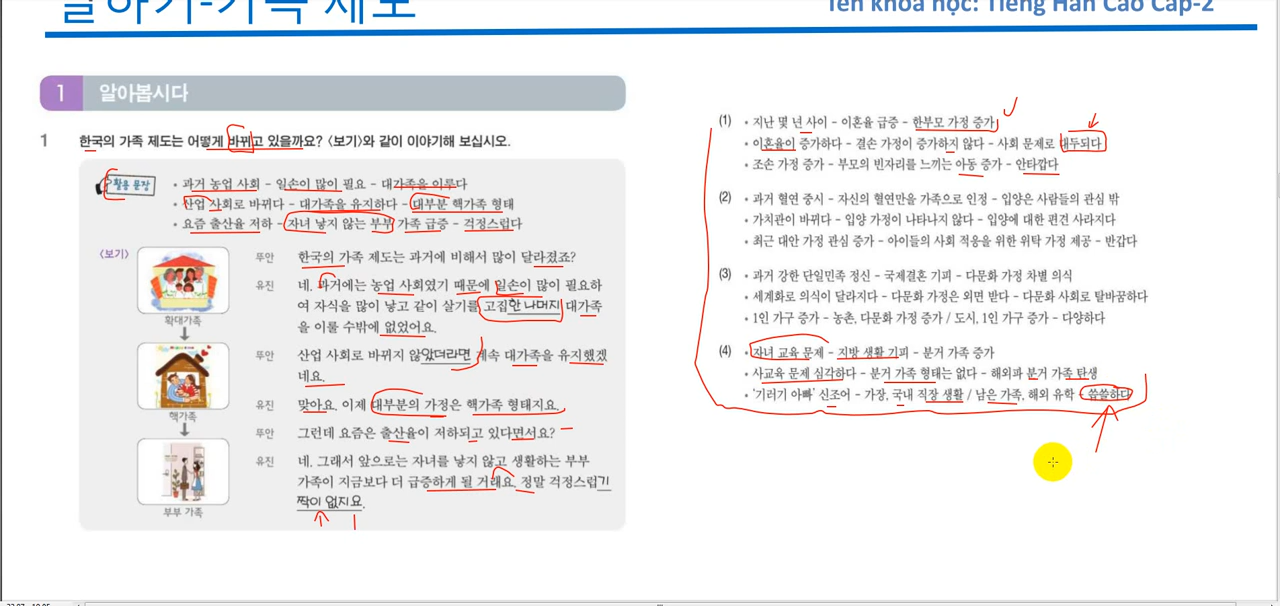 말하기-가족 제도
Tên khóa học: Tiếng Hàn Cao Cấp-2
1 알아봅시다
1 한국의 가족 제도는 어떻게 바뀌고 있을까요? 〈보기〉와 같이 이야기해 보십시오.
활용 문장
• 과거 농업 사회 – 일손이 많이 필요 – 대가족을 이루다
• 산업 사회로 바뀌다 – 대가족을 유지하다 – 대부분 핵가족 형태
• 요즘 출산율 저하 – 자녀 낳지 않는 부부 가족 급증 – 걱정스럽다
〈보기〉
확대가족
핵가족
부부 가족
뚜안 한국의 가족 제도는 과거에 비해서 많이 달라졌죠?
유진 네. 과거에는 농업 사회였기 때문에 일손이 많이 필요하
여 자식을 많이 낳고 같이 살기를 고집한 나머지 대가족
을 이룰 수밖에 없었어요.
뚜안 산업 사회로 바뀌지 않았더라면 계속 대가족을 유지했겠
네요.
유진 맞아요. 이제 대부분의 가정은 핵가족 형태지요.
뚜안 그런데 요즘은 출산율이 저하되고 있다면서요?
유진 네. 그래서 앞으로는 자녀를 낳지 않고 생활하는 부부
가족이 지금보다 더 급증하게 될 거래요. 정말 걱정스럽기
짝이 없지요.
(1) • 지난 몇 년 사이 – 이혼율 급증 – 한부모 가정 증가
• 이혼율이 증가하다 – 결손 가정이 증가하지 않다 – 사회 문제로 대두되다
• 조손 가정 증가 – 부모의 빈자리를 느끼는 아동 증가 – 안타깝다
(2) • 과거 혈연 중시 – 자신의 혈연만을 가족으로 인정 – 입양은 사람들의 관심 밖
• 가치관이 바뀌다 – 입양 가정이 나타나지 않다 – 입양에 대한 편견 사라지다
• 최근 대안 가정 관심 증가 – 아이들의 사회 적응을 위한 위탁 가정 제공 – 반갑다
(3) • 과거 강한 단일민족 정신 – 국제결혼 기피 – 다문화 가정 차별 의식
• 세계화로 의식이 달라지다 – 다문화 가정은 외면 받다 – 다문화 사회로 탈바꿈하다
• 1인 가구 증가 – 농촌, 다문화 가정 증가 / 도시, 1인 가구 증가 – 다양하다
(4) • 자녀 교육 문제 – 지방 생활 기피 – 분거 가족 증가
• 사교육 문제 심각하다 – 분거 가족 형태는 없다 – 해외파 분거 가족 탄생
• '기러기 아빠' 신조어 – 가장, 국내 직장 생활 / 남은 가족, 해외 유학 – 씁쓸하다